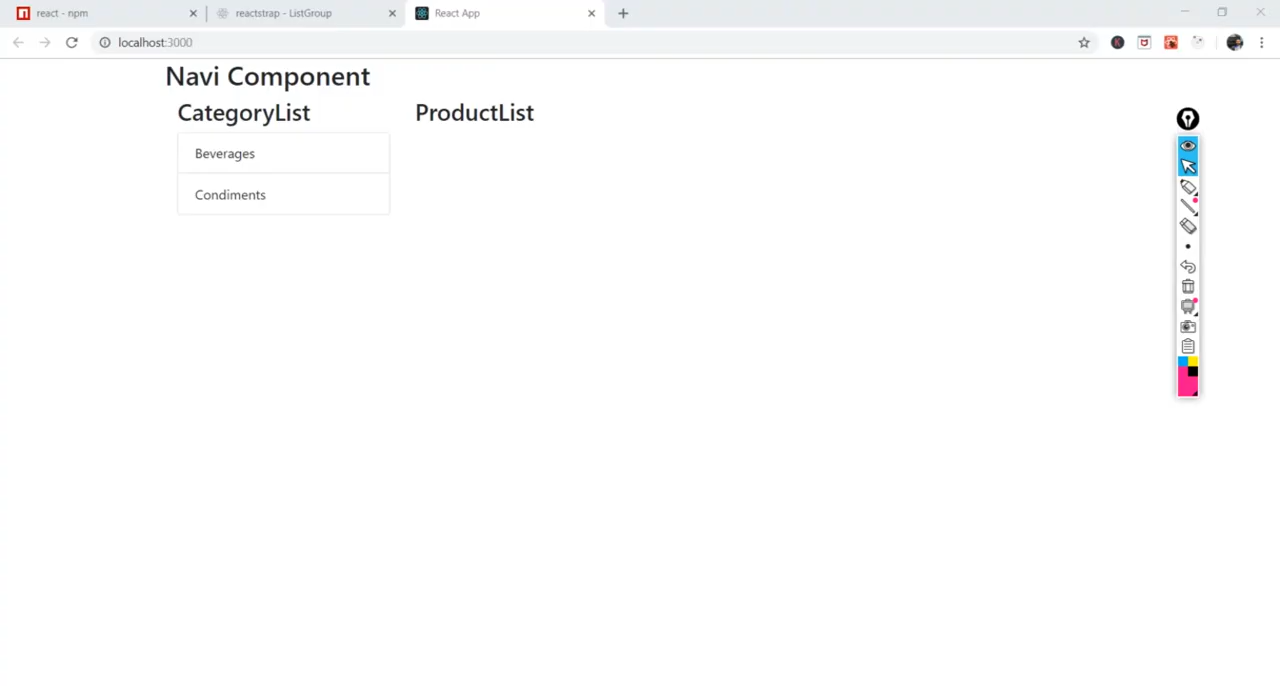 react - npm
reactstrap - ListGroup
React App
localhost:3000
Navi Component
CategoryList
ProductList
Beverages
Condiments